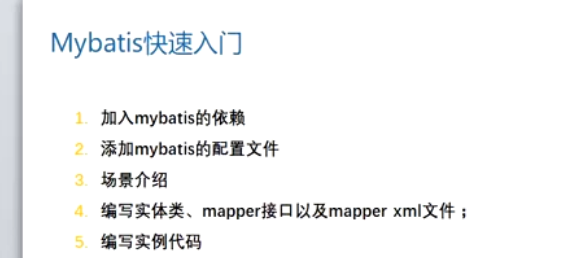 Mybatis快速入门
1. 加入mybatis的依赖
2. 添加mybatis的配置文件
3. 场景介绍
4. 编写实体类、mapper接口以及mapper xml文件；
5. 编写实例代码